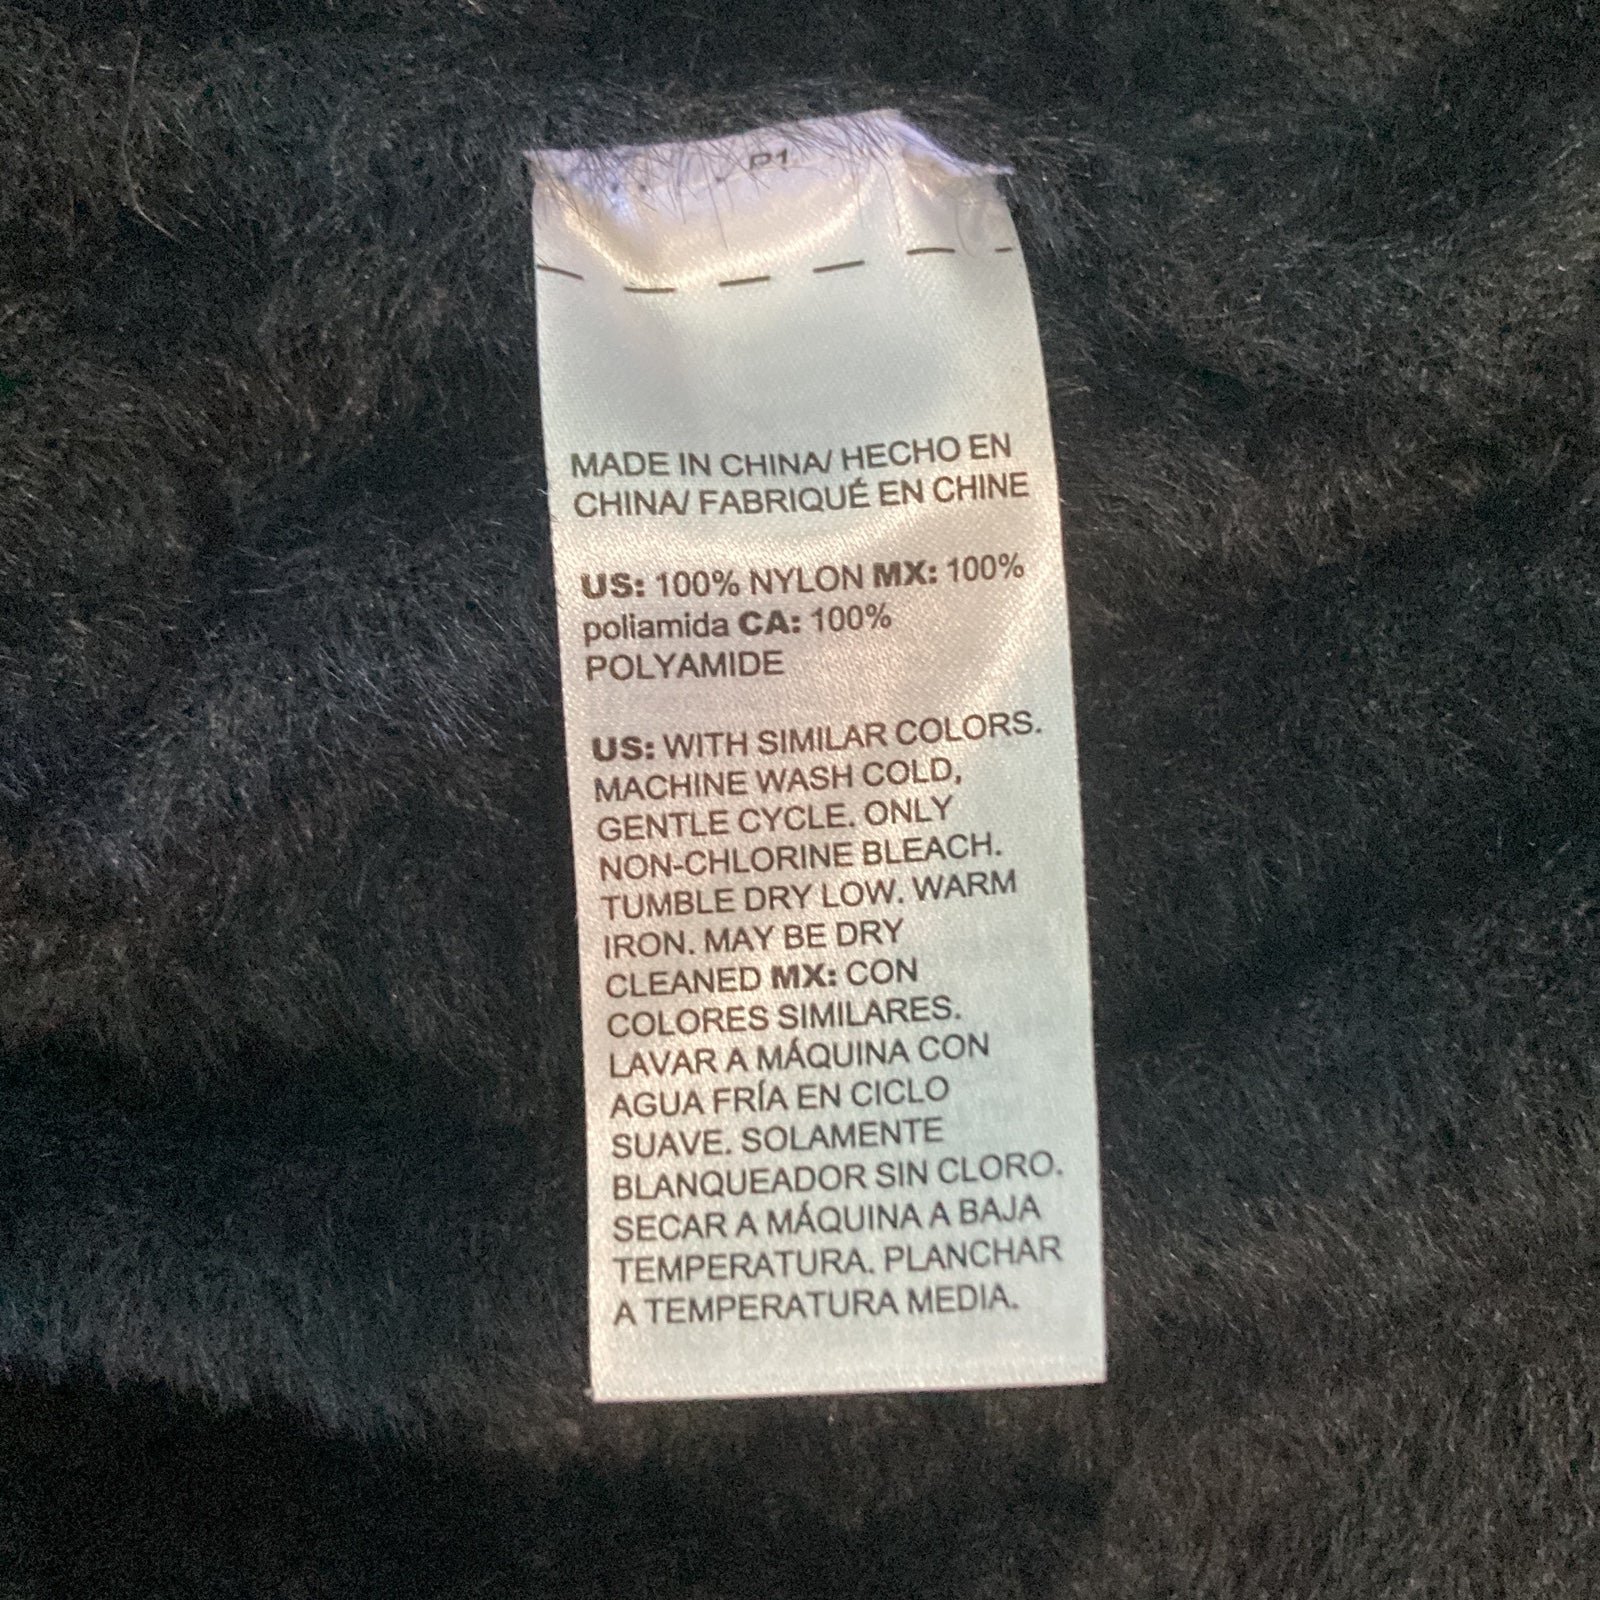 P1
MADE IN CHINA/ HECHO EN
CHINA/ FABRIQUÉ EN CHINE
US: 100% NYLON MX: 100%
poliamida CA: 100%
POLYAMIDE
US: WITH SIMILAR COLORS.
MACHINE WASH COLD,
GENTLE CYCLE. ONLY
NON-CHLORINE BLEACH.
TUMBLE DRY LOW. WARM
IRON. MAY BE DRY
CLEANED MX: CON
COLORES SIMILARES.
LAVAR A MÁQUINA CON
AGUA FRÍA EN CICLO
SUAVE. SOLAMENTE
BLANQUEADOR SIN CLORO.
SECAR A MÁQUINA A BAJA
TEMPERATURA. PLANCHAR
A TEMPERATURA MEDIA.